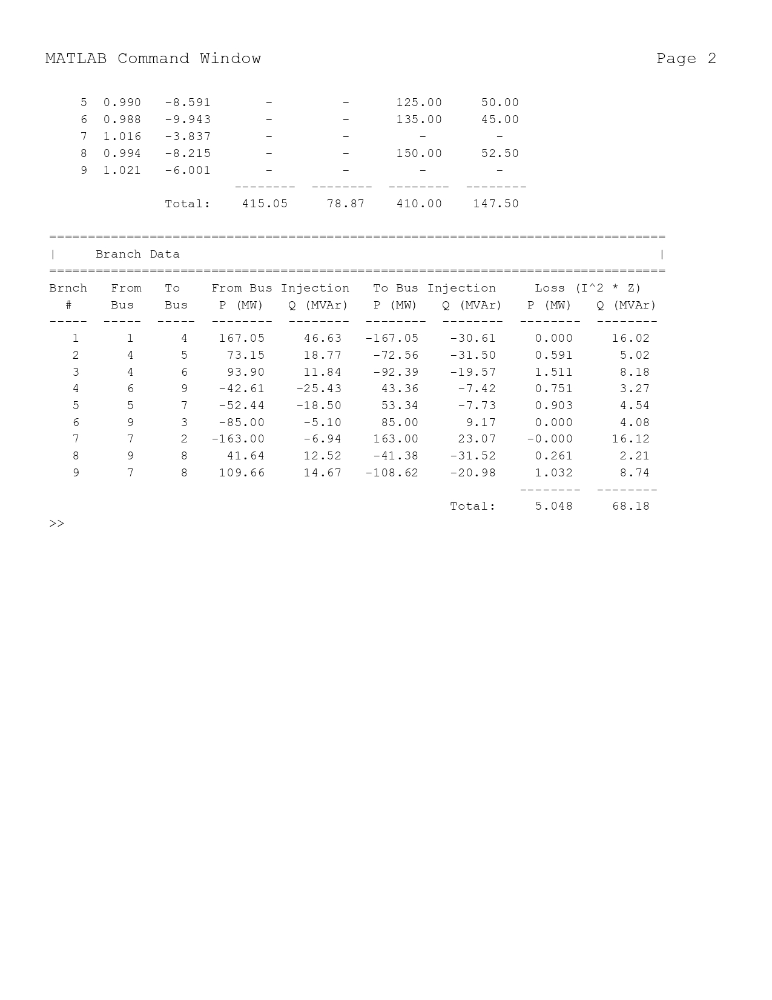 MATLAB Command Window Page 2
5 0.990 -8.591 - - 125.00 50.00
6 0.988 -9.943 - - 135.00 45.00
7 1.016 -3.837 - - - -
8 0.994 -8.215 - - 150.00 52.50
9 1.021 -6.001 - - - -
-------- -------- -------- --------
Total: 415.05 78.87 410.00 147.50
================================================================================
| Branch Data |
================================================================================
Brnch From To From Bus Injection To Bus Injection Loss (I^2 * Z)
# Bus Bus P (MW) Q (MVAr) P (MW) Q (MVAr) P (MW) Q (MVAr)
----- ----- ----- -------- -------- -------- -------- -------- --------
1 1 4 167.05 46.63 -167.05 -30.61 0.000 16.02
2 4 5 73.15 18.77 -72.56 -31.50 0.591 5.02
3 4 6 93.90 11.84 -92.39 -19.57 1.511 8.18
4 6 9 -42.61 -25.43 43.36 -7.42 0.751 3.27
5 5 7 -52.44 -18.50 53.34 -7.73 0.903 4.54
6 9 3 -85.00 -5.10 85.00 9.17 0.000 4.08
7 7 2 -163.00 -6.94 163.00 23.07 -0.000 16.12
8 9 8 41.64 12.52 -41.38 -31.52 0.261 2.21
9 7 8 109.66 14.67 -108.62 -20.98 1.032 8.74
-------- --------
Total: 5.048 68.18
>>